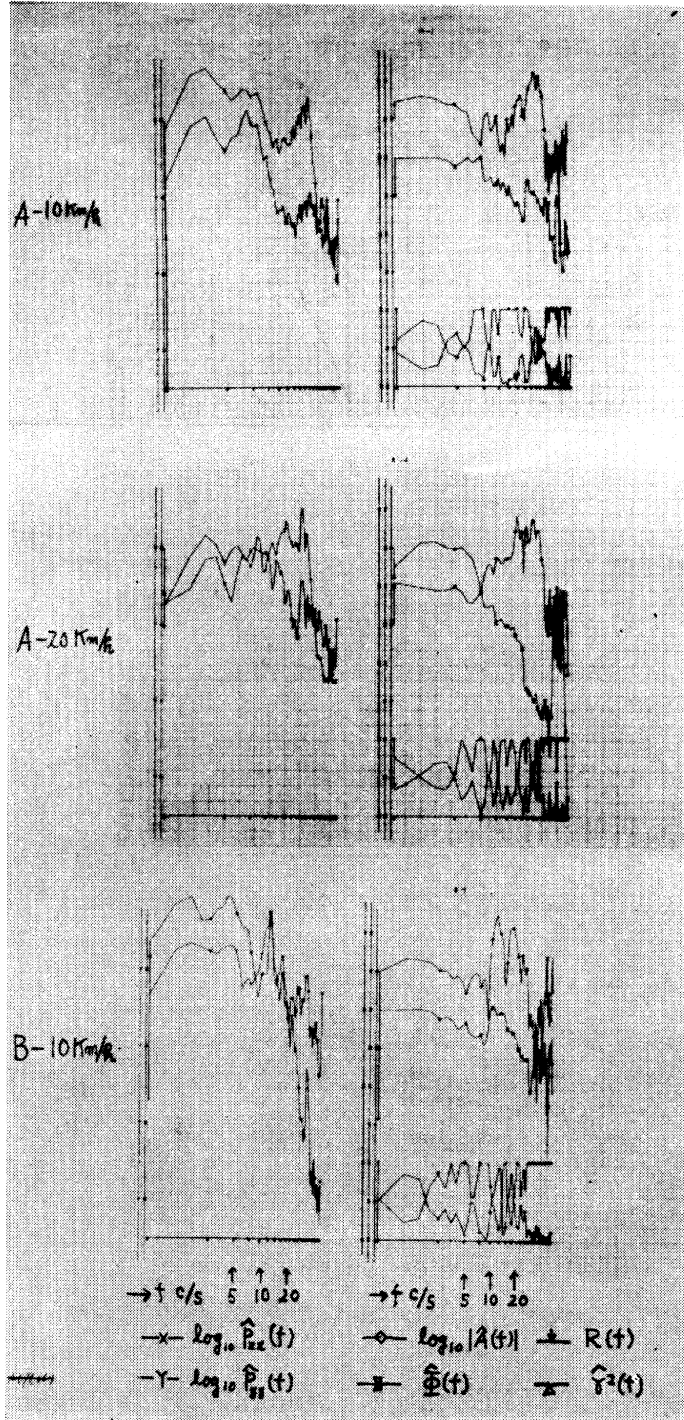 A-10Km/h
A-20Km/h
B-10Km/h
→f c/s 5 10 20 →f c/s 5 10 20
-x- log₁₀ P̂xx(f) -◇- log₁₀|Â(f)| R(f)
-Y- log₁₀ P̂yy(f) Φ̂(f) γ̂²(f)